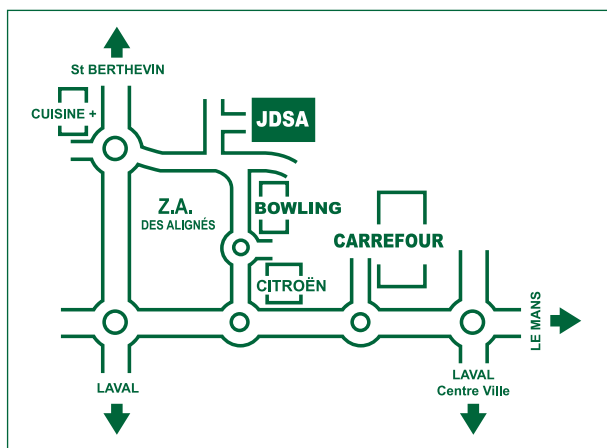 St BERTHEVIN
CUISINE +
JDSA
Z.A.
DES ALIGNÉS
BOWLING
CARREFOUR
CITROËN
LE MANS
LAVAL
LAVAL
Centre Ville